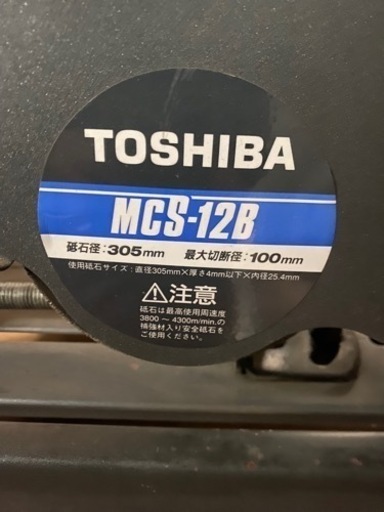 TOSHIBA
MCS-12B
砥石径:305mm 最大切断径:100mm
使用砥石サイズ:直径305mm×厚さ4mm以下×内径25.4mm
⚠注意
砥石は最高使用周速度
3800～4300m/min.の
補強材入り安全砥石を
ご使用ください。